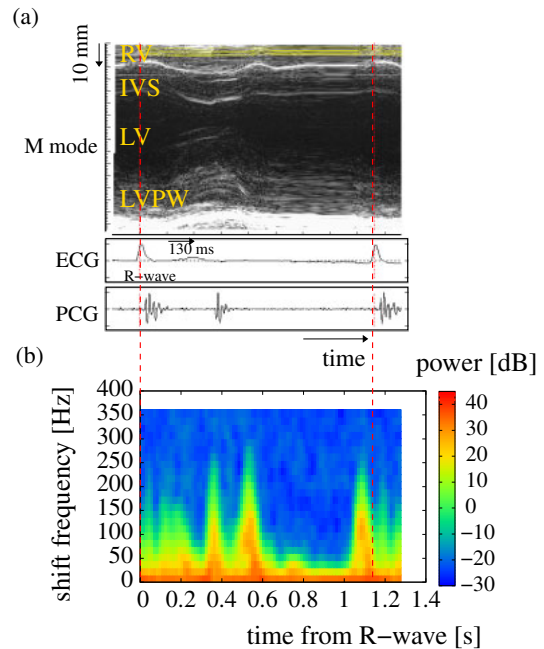 (a)
10 mm
RV
IVS
M mode
LV
LVPW
ECG
130 ms
R−wave
PCG
time
(b)
power [dB]
shift frequency [Hz]
400
350
300
250
200
150
100
50
0
40
30
20
10
0
−10
−20
−30
0 0.2 0.4 0.6 0.8 1 1.2 1.4
time from R−wave [s]